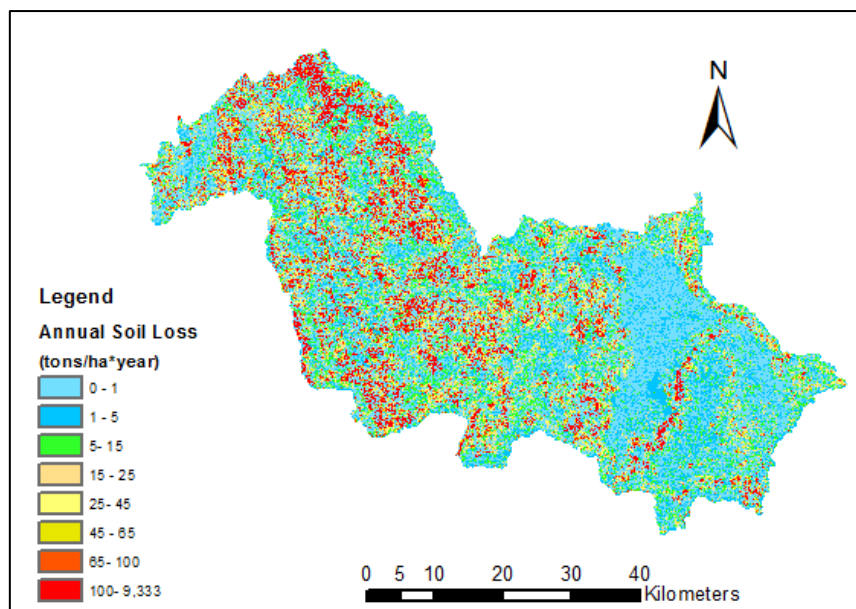 N
Legend
Annual Soil Loss
(tons/ha*year)
0 - 1
1 - 5
5- 15
15 - 25
25- 45
45 - 65
65- 100
100- 9,333
0 5 10 20 30 40
Kilometers